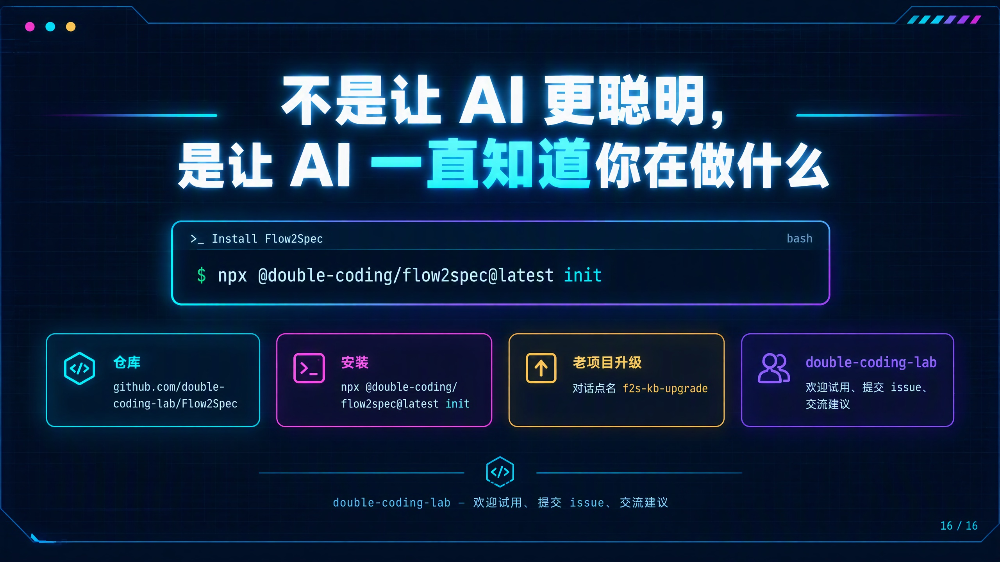 不是让 AI 更聪明，
是让 AI 一直知道你在做什么
>_ Install Flow2Spec
bash
$ npx @double-coding/flow2spec@latest init
仓库
github.com/double-
coding-lab/Flow2Spec
安装
npx @double-coding/
flow2spec@latest init
老项目升级
对话点名 f2s-kb-upgrade
double-coding-lab
欢迎试用、提交 issue、
交流建议
double-coding-lab — 欢迎试用、提交 issue、交流建议
16 / 16